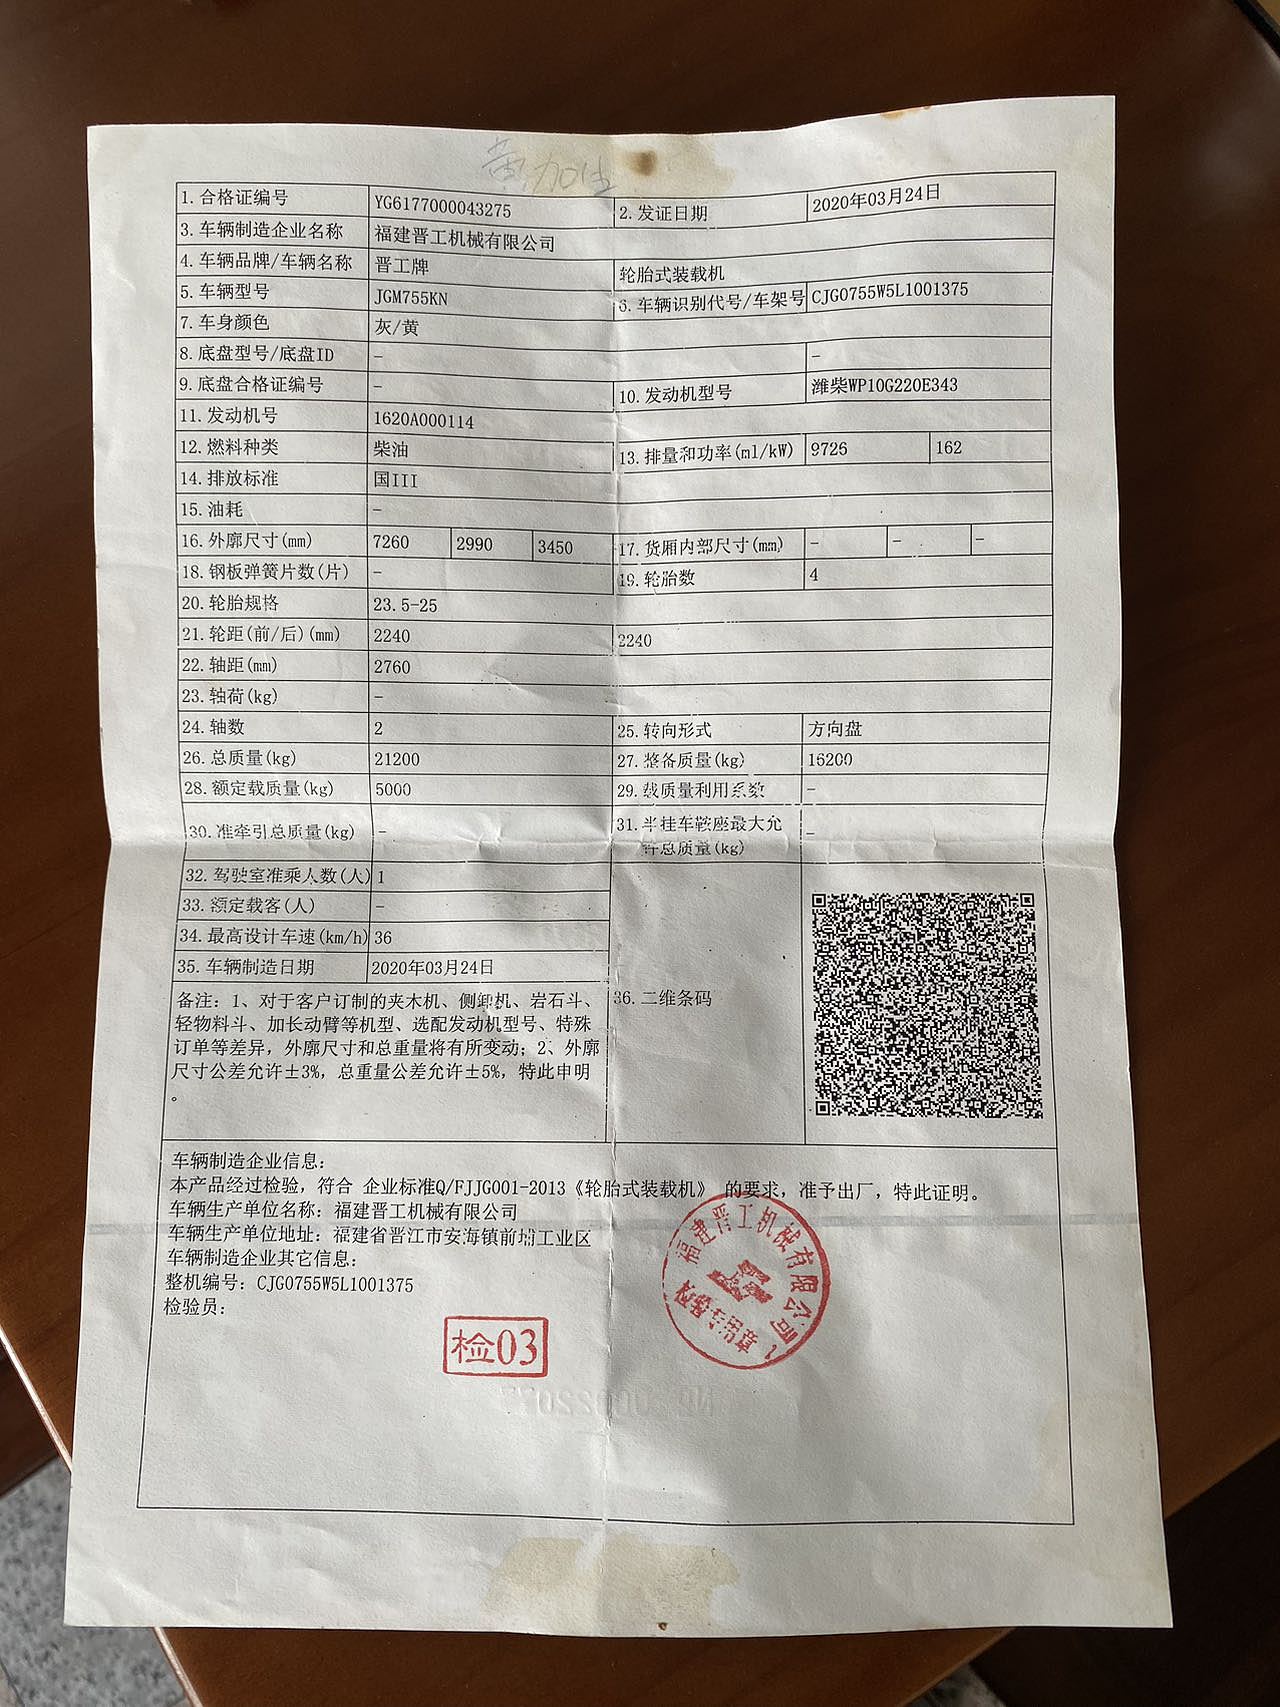 黄加
1.合格证编号 YG6177000043275 2.发证日期 2020年03月24日
3.车辆制造企业名称 福建晋工机械有限公司
4.车辆品牌/车辆名称 晋工牌 轮胎式装载机
5.车辆型号 JGM755KN 6.车辆识别代号/车架号 CJG0755W5L1001375
7.车身颜色 灰/黄
8.底盘型号/底盘ID - -
9.底盘合格证编号 - 10.发动机型号 潍柴WP10G220E343
11.发动机号 1620A000114
12.燃料种类 柴油 13.排量和功率(ml/kW) 9726 162
14.排放标准 国III
15.油耗 -
16.外廓尺寸(mm) 7260 2990 3450 17.货厢内部尺寸(mm) - - -
18.钢板弹簧片数(片) - 19.轮胎数 4
20.轮胎规格 23.5-25
21.轮距(前/后)(mm) 2240 2240
22.轴距(mm) 2760
23.轴荷(kg) -
24.轴数 2 25.转向形式 方向盘
26.总质量(kg) 21200 27.整备质量(kg) 16200
28.额定载质量(kg) 5000 29.载质量利用系数 -
30.准牵引总质量(kg) - 31.半挂车鞍座最大允 -
许总质量(kg)
32.驾驶室准乘人数(人) 1
33.额定载客(人) -
34.最高设计车速(km/h) 36
35.车辆制造日期 2020年03月24日
36.二维条码
备注：1、对于客户订制的夹木机、侧卸机、岩石斗、
轻物料斗、加长动臂等机型、选配发动机型号、特殊
订单等差异，外廓尺寸和总重量将有所变动；2、外廓
尺寸公差允许±3%，总重量公差允许±5%，特此申明
。
车辆制造企业信息：
本产品经过检验，符合 企业标准Q/FJJG001-2013《轮胎式装载机》 的要求，准予出厂，特此证明。
车辆生产单位名称：福建晋工机械有限公司
车辆生产单位地址：福建省晋江市安海镇前埔工业区
车辆制造企业其它信息：
整机编号：CJG0755W5L1001375
检验员：
检03
福建晋工机械有限公司
检验专用章
1